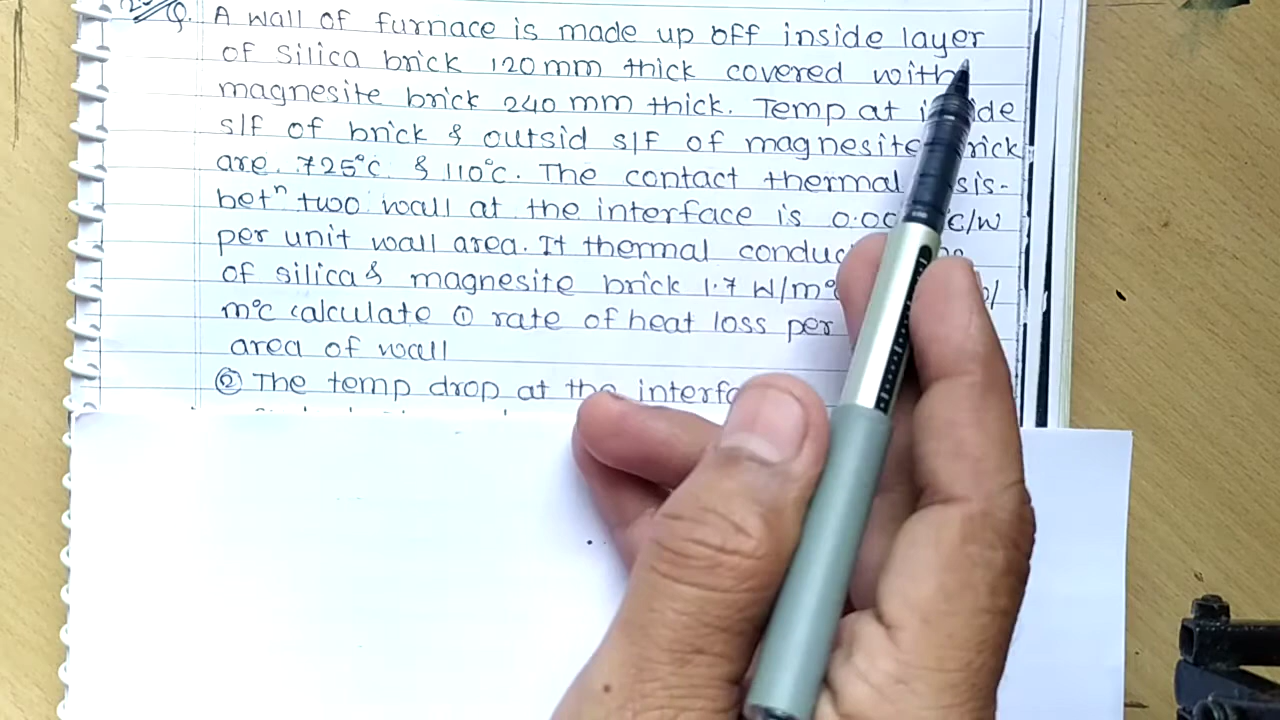 Q. A wall of furnace is made up off inside layer
of silica brick 120mm thick covered with
magnesite brick 240 mm thick. Temp at
s/f of brick & outsid s/f of magnesite
are. 725°C & 110°C. The contact thermal
betⁿ two wall at the interface is °C/W
per unit wall area. If thermal
of silica & magnesite brick 1.7 W/m°
m°c calculate ① rate of heat loss per
area of wall
② The temp drop at the